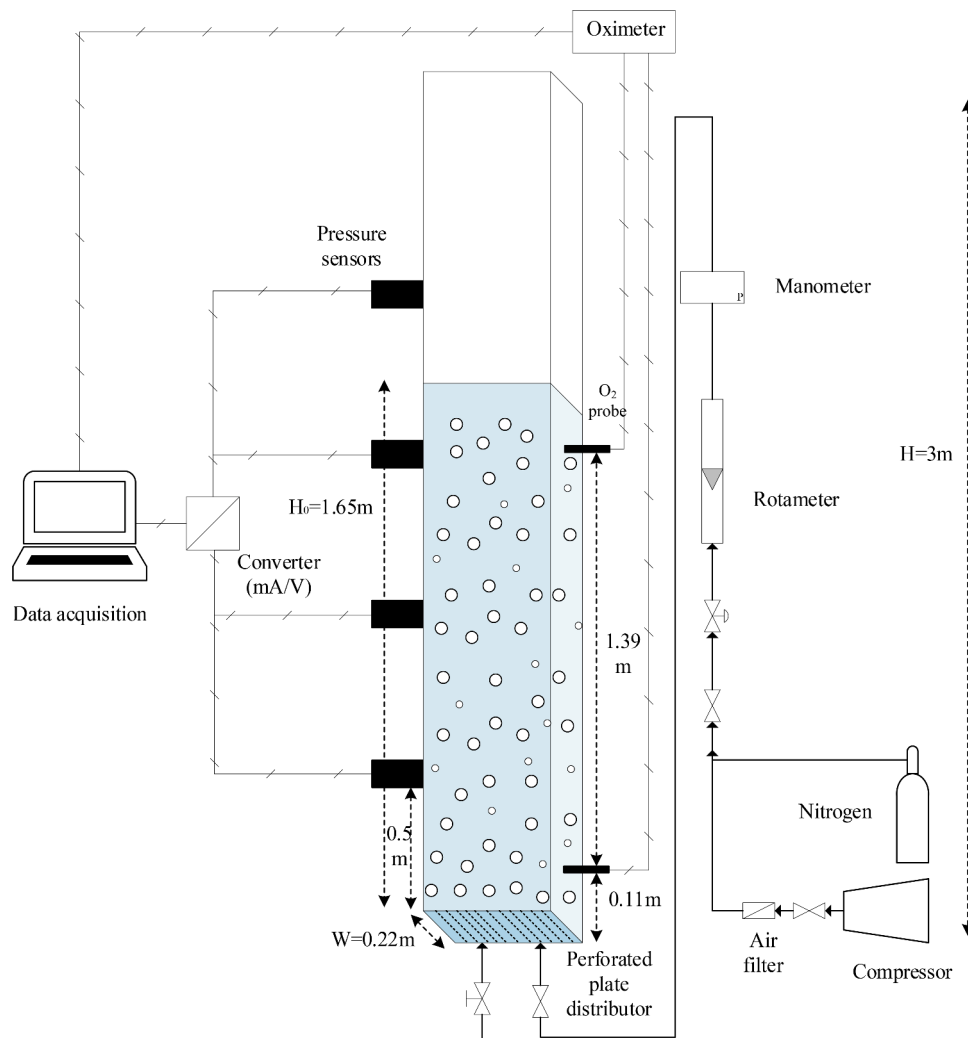 Oximeter
Pressure
sensors
Manometer
P
O₂
probe
H₀=1.65m
H=3m
Rotameter
Converter
(mA/V)
Data acquisition
1.39
m
0.5
m
Nitrogen
0.11m
W=0.22m
Perforated
plate
distributor
Air
filter
Compressor